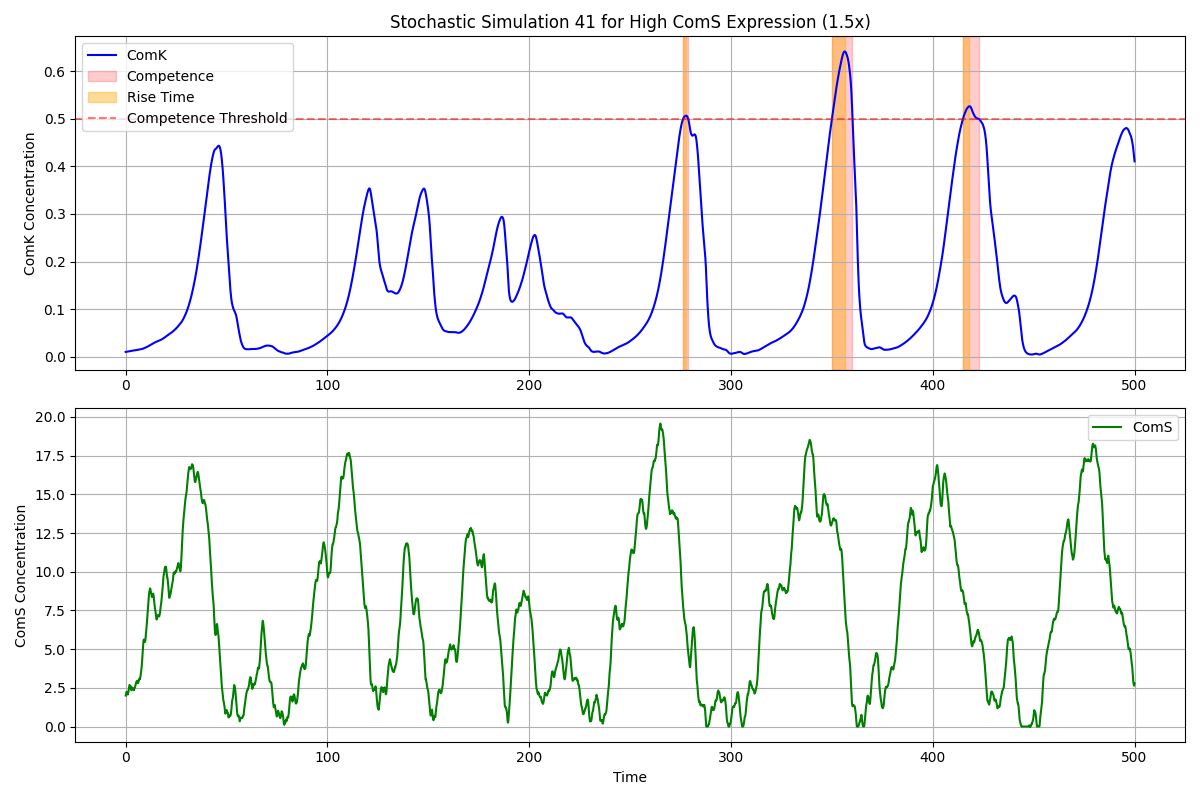 Stochastic Simulation 41 for High ComS Expression (1.5x)
ComK
Competence
Rise Time
Competence Threshold
ComK Concentration
0.6
0.5
0.4
0.3
0.2
0.1
0.0
0 100 200 300 400 500
ComS
ComS Concentration
20.0
17.5
15.0
12.5
10.0
7.5
5.0
2.5
0.0
0 100 200 300 400 500
Time